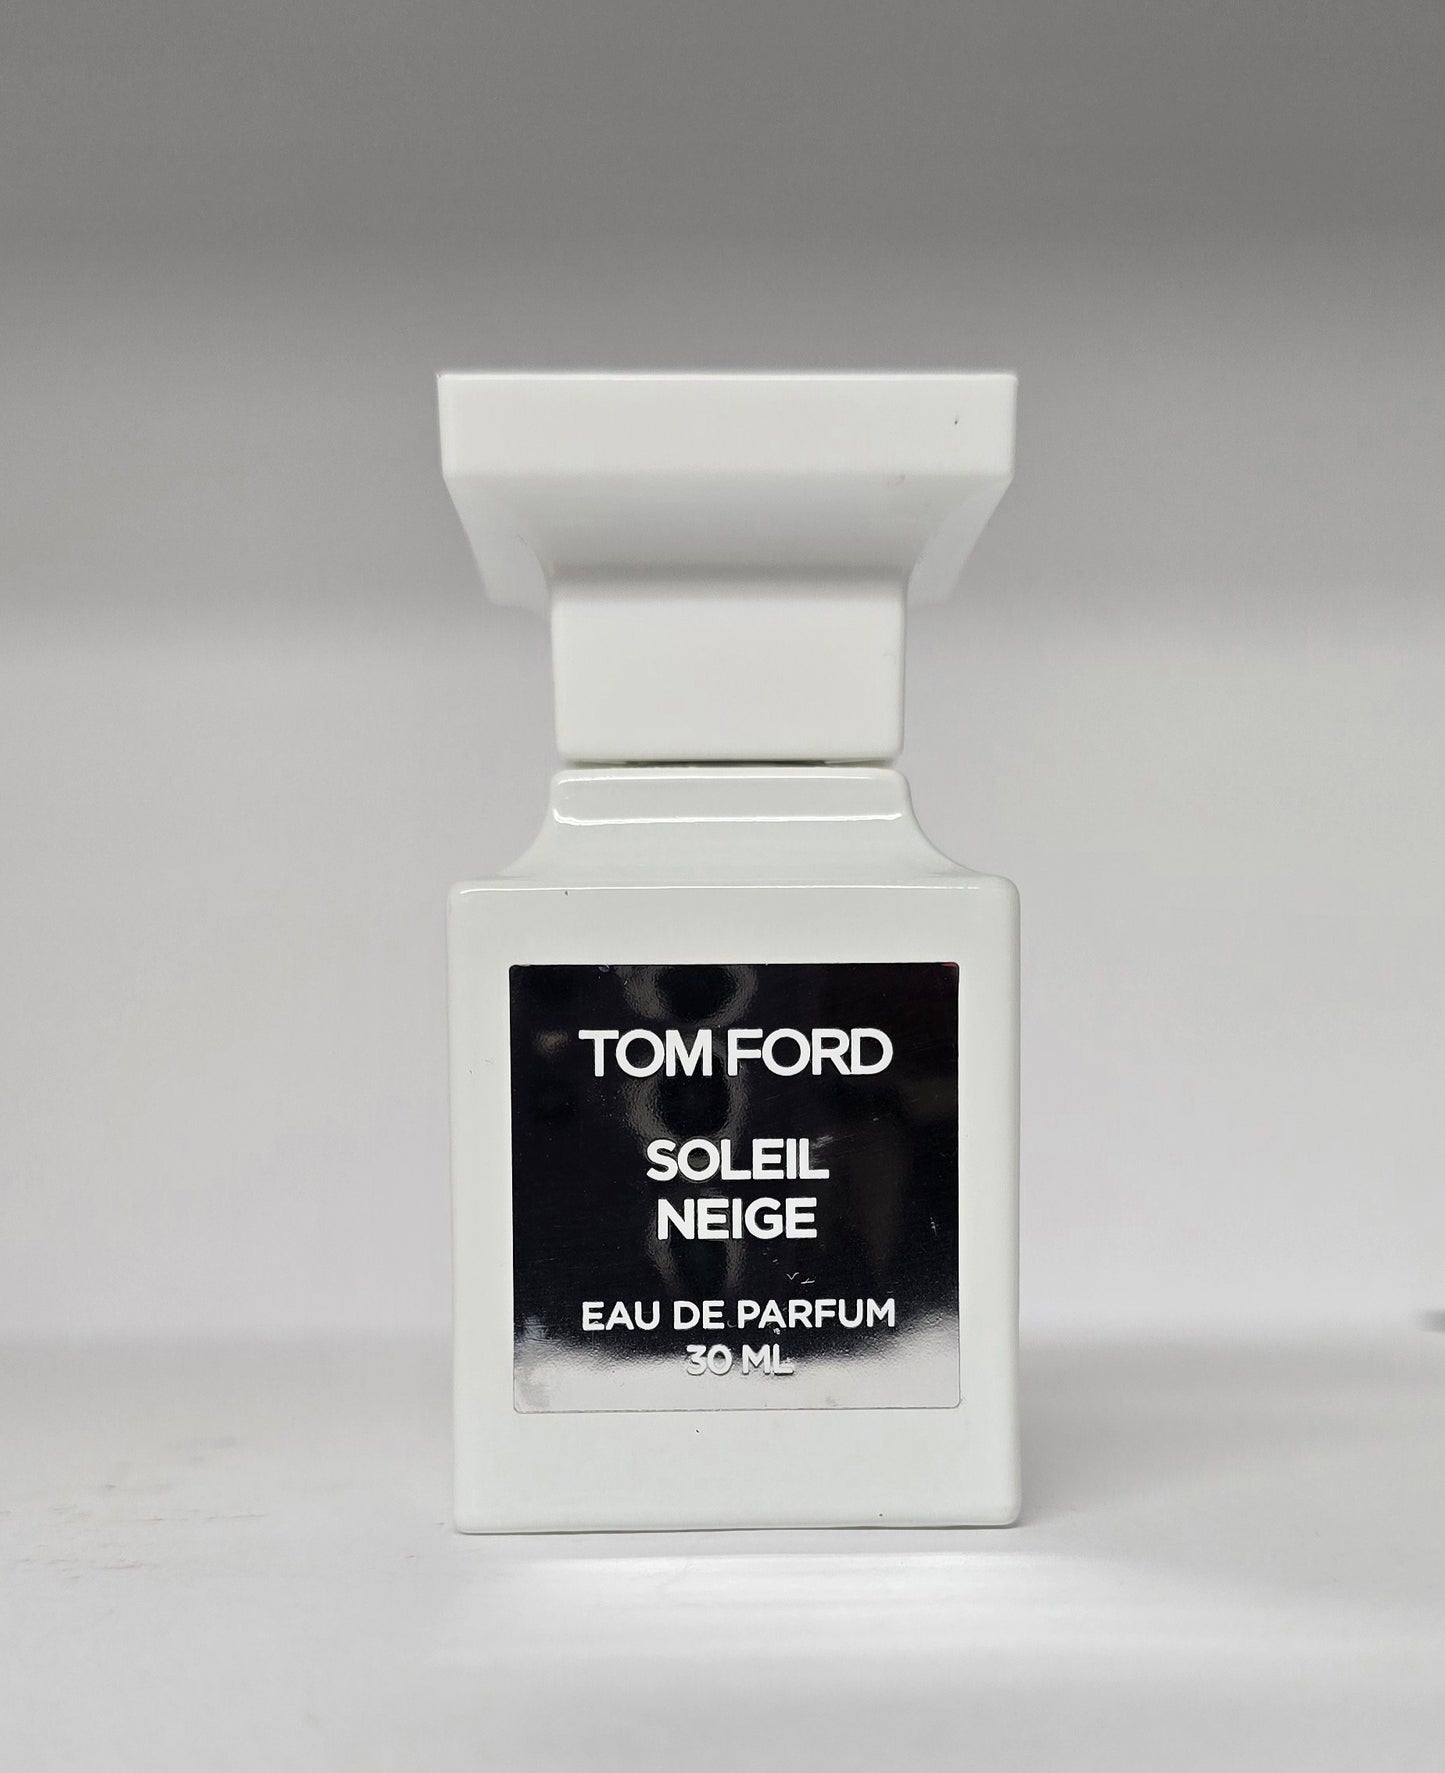 TOM FORD
SOLEIL
NEIGE
EAU DE PARFUM
30 ML